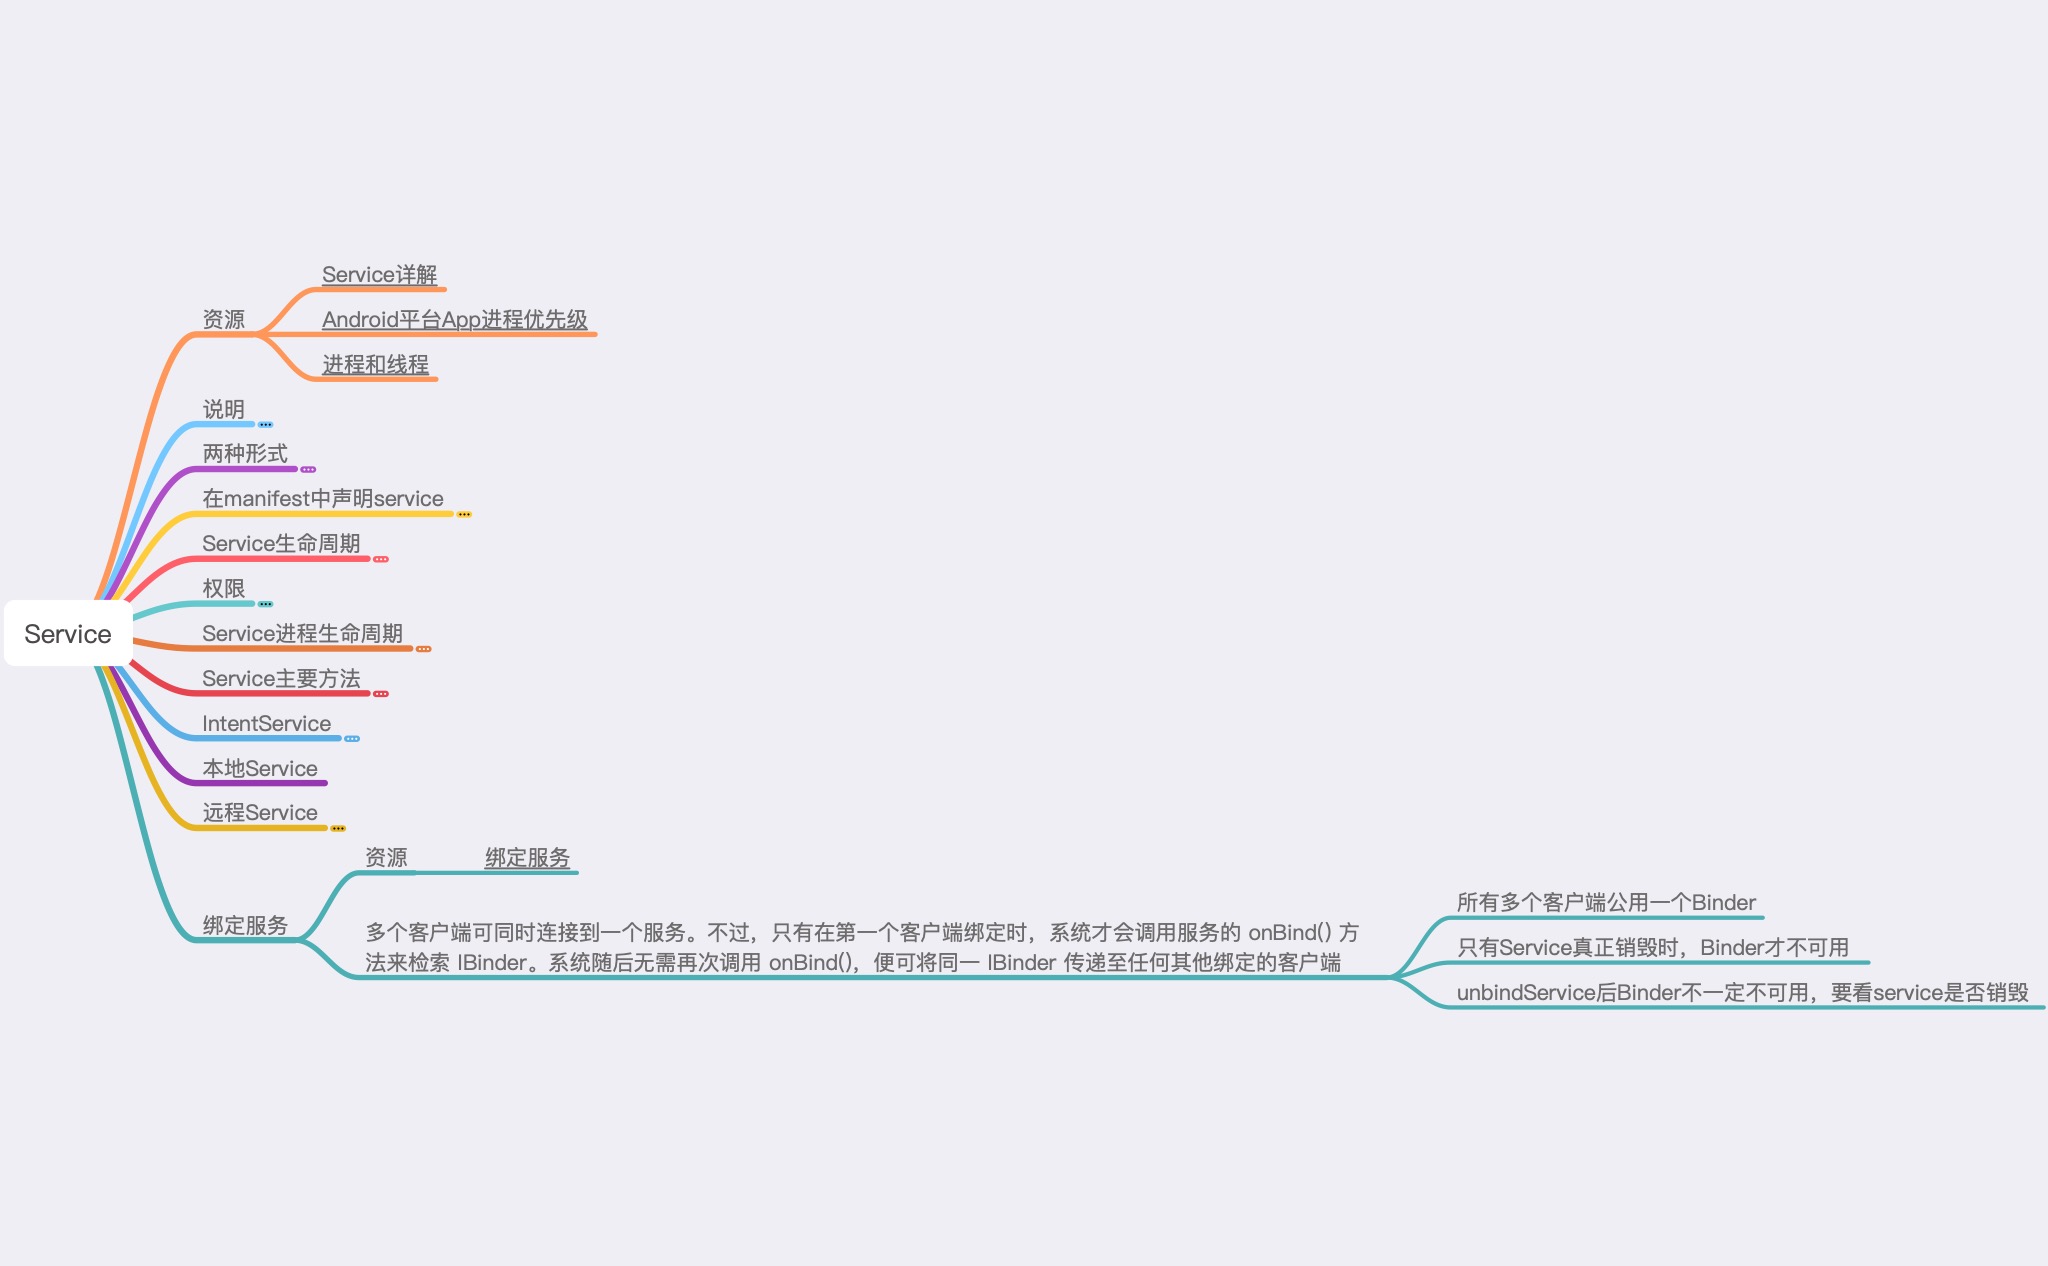 Service详解
资源
Android平台App进程优先级
进程和线程
说明
两种形式
在manifest中声明service
Service生命周期
权限
Service
Service进程生命周期
Service主要方法
IntentService
本地Service
远程Service
资源
绑定服务
绑定服务
多个客户端可同时连接到一个服务。不过，只有在第一个客户端绑定时，系统才会调用服务的 onBind() 方
法来检索 IBinder。系统随后无需再次调用 onBind()，便可将同一 IBinder 传递至任何其他绑定的客户端
所有多个客户端公用一个Binder
只有Service真正销毁时，Binder才不可用
unbindService后Binder不一定不可用，要看service是否销毁